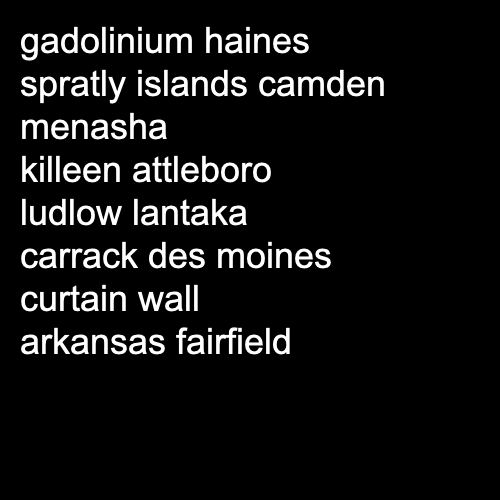 gadolinium haines
spratly islands camden
menasha
killeen attleboro
ludlow lantaka
carrack des moines
curtain wall
arkansas fairfield